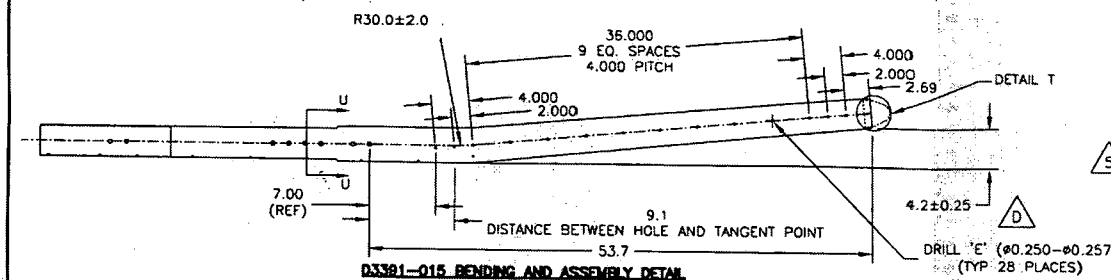 R30.0±2.0
36.000
9 EQ. SPACES
4.000 PITCH
4.000
2.000
2.69
DETAIL T
4.000
2.000
U
U
7.00
(REF)
9.1
DISTANCE BETWEEN HOLE AND TANGENT POINT
53.7
4.2±0.25
S
D
DRILL 'E' (ø0.250-ø0.257
(TYP 28 PLACES)
D3391-015 BENDING AND ASSEMBLY DETAIL